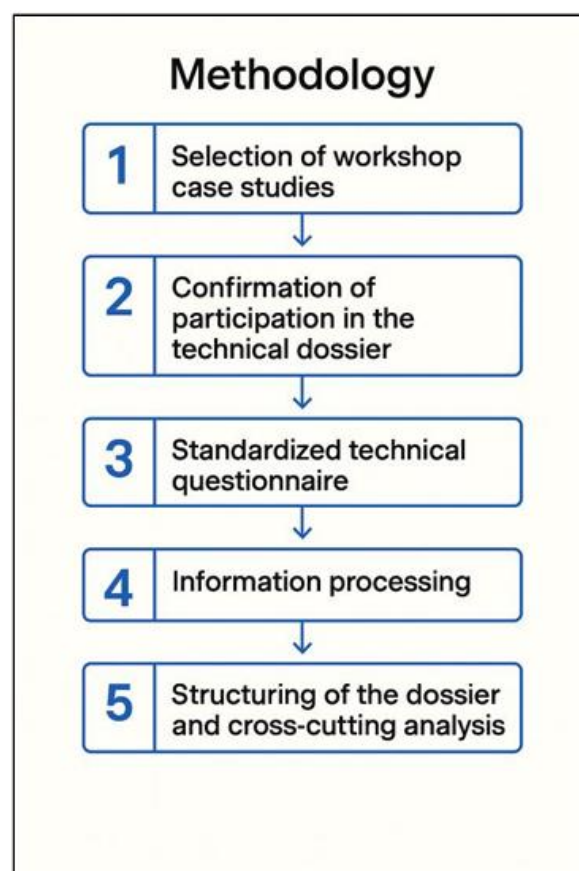 Methodology
1
Selection of workshop
case studies
2
Confirmation of
participation in the
technical dossier
3
Standardized technical
questionnaire
4
Information processing
5
Structuring of the dossier
and cross-cutting analysis